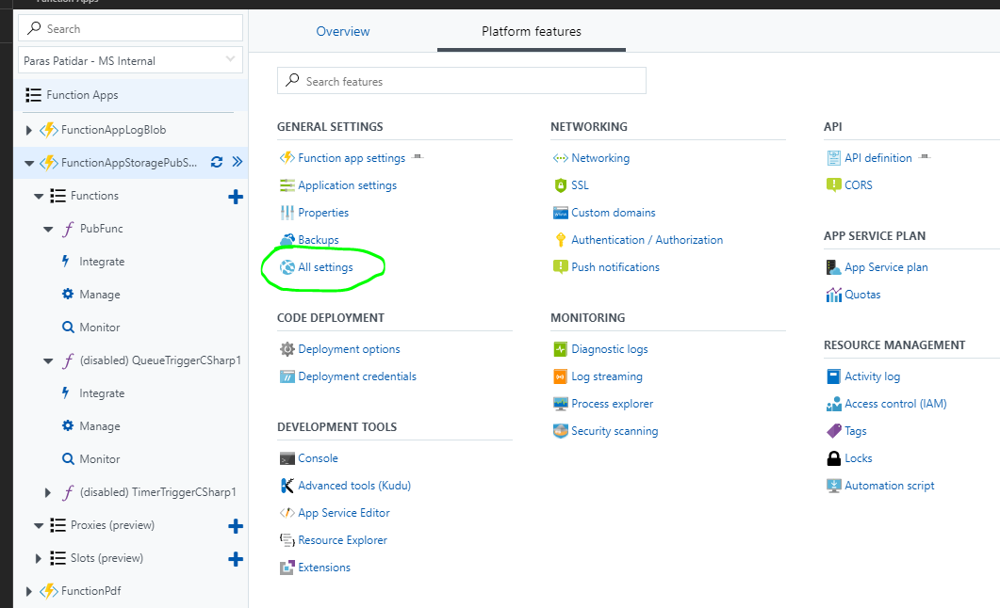 Function Apps
Search
Paras Patidar - MS Internal
Function Apps
FunctionAppLogBlob
FunctionAppStoragePubS...
Functions
PubFunc
Integrate
Manage
Monitor
(disabled) QueueTriggerCSharp1
Integrate
Manage
Monitor
(disabled) TimerTriggerCSharp1
Proxies (preview)
Slots (preview)
FunctionPdf
Overview
Platform features
Search features
GENERAL SETTINGS
Function app settings
Application settings
Properties
Backups
All settings
CODE DEPLOYMENT
Deployment options
Deployment credentials
DEVELOPMENT TOOLS
Console
Advanced tools (Kudu)
App Service Editor
Resource Explorer
Extensions
NETWORKING
Networking
SSL
Custom domains
Authentication / Authorization
Push notifications
MONITORING
Diagnostic logs
Log streaming
Process explorer
Security scanning
API
API definition
CORS
APP SERVICE PLAN
App Service plan
Quotas
RESOURCE MANAGEMENT
Activity log
Access control (IAM)
Tags
Locks
Automation script